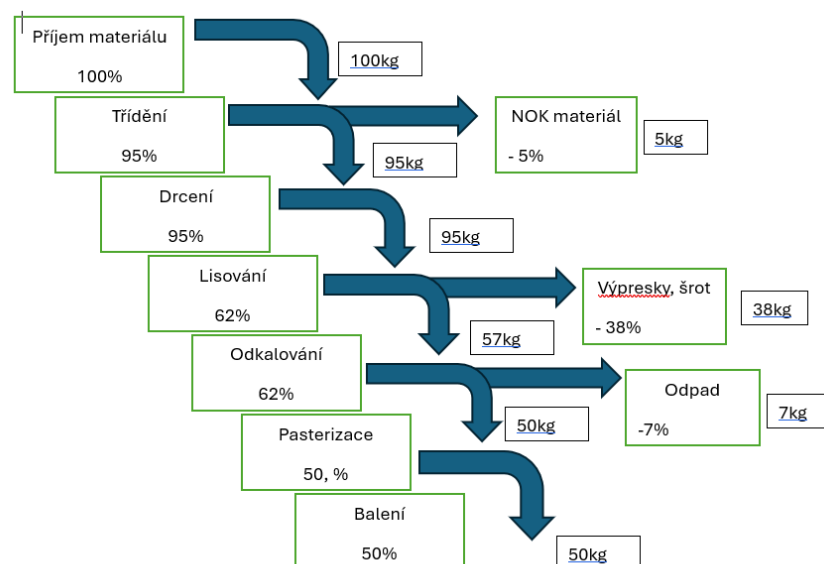 Příjem materiálu
100%
100kg
Třídění
95%
NOK materiál
- 5%
5kg
95kg
Drcení
95%
95kg
Lisování
62%
Výpresky, šrot
- 38%
38kg
57kg
Odkalování
62%
Odpad
-7%
7kg
50kg
Pasterizace
50, %
Balení
50%
50kg